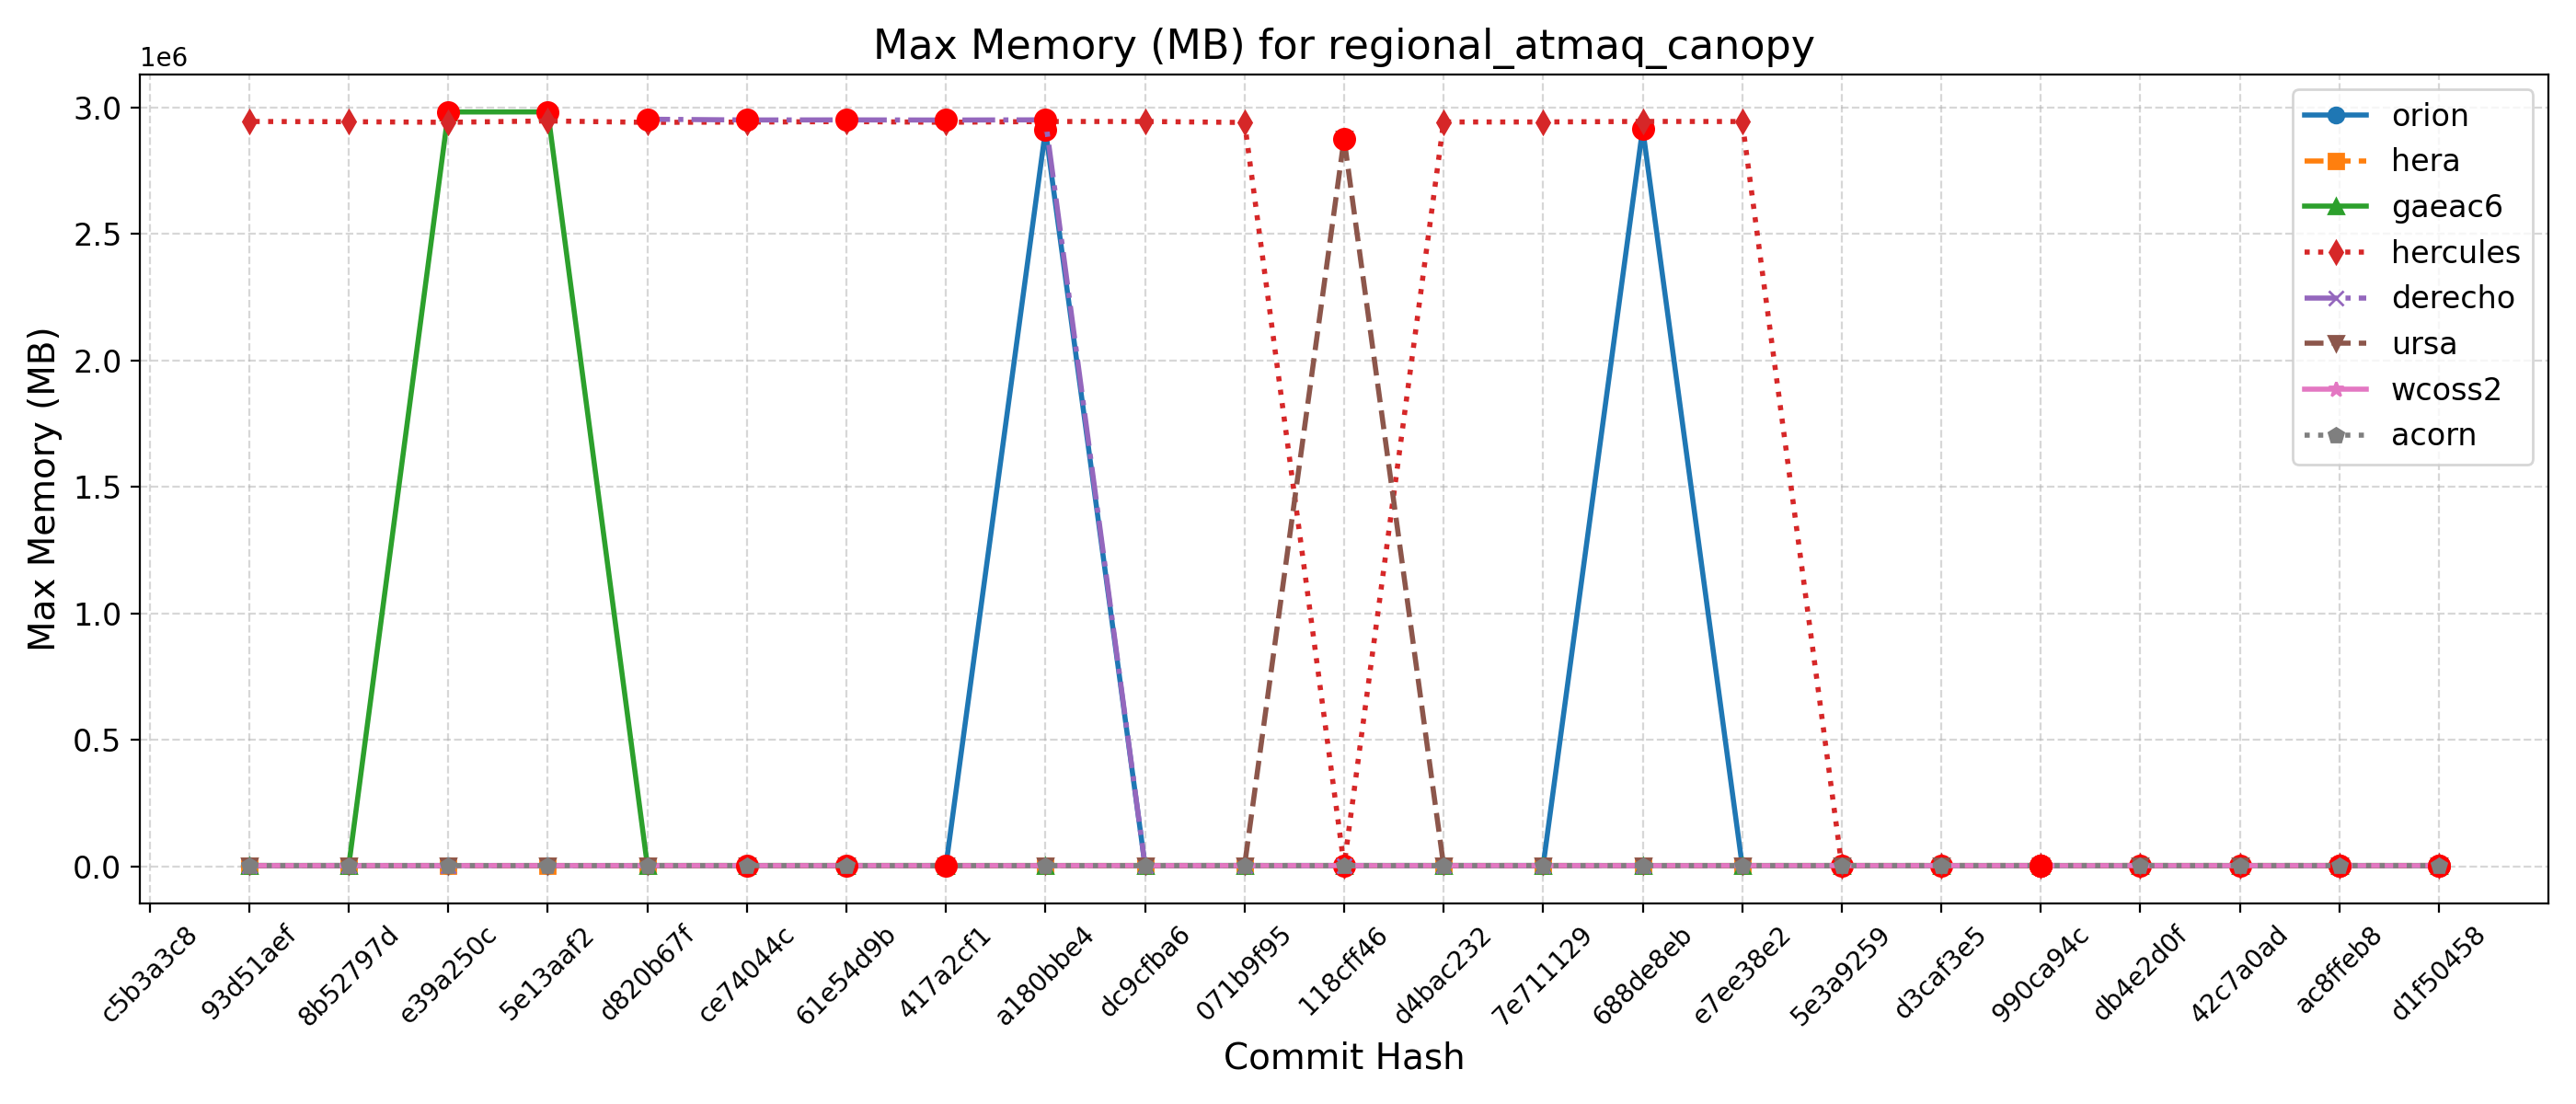 Max Memory (MB) for regional_atmaq_canopy
1e6
3.0
2.5
2.0
1.5
1.0
0.5
0.0
Max Memory (MB)
orion
hera
gaeac6
hercules
derecho
ursa
wcoss2
acorn
c5b3a3c8
93d51aef
8b52797d
e39a250c
5e13aaf2
d820b67f
ce74044c
61e54d9b
417a2cf1
a180bbe4
dc9cfba6
071b9f95
118cff46
d4bac232
7e711129
688de8eb
e7ee38e2
5e3a9259
d3caf3e5
990ca94c
db4e2d0f
42c7a0ad
ac8ffeb8
d1f50458
Commit Hash